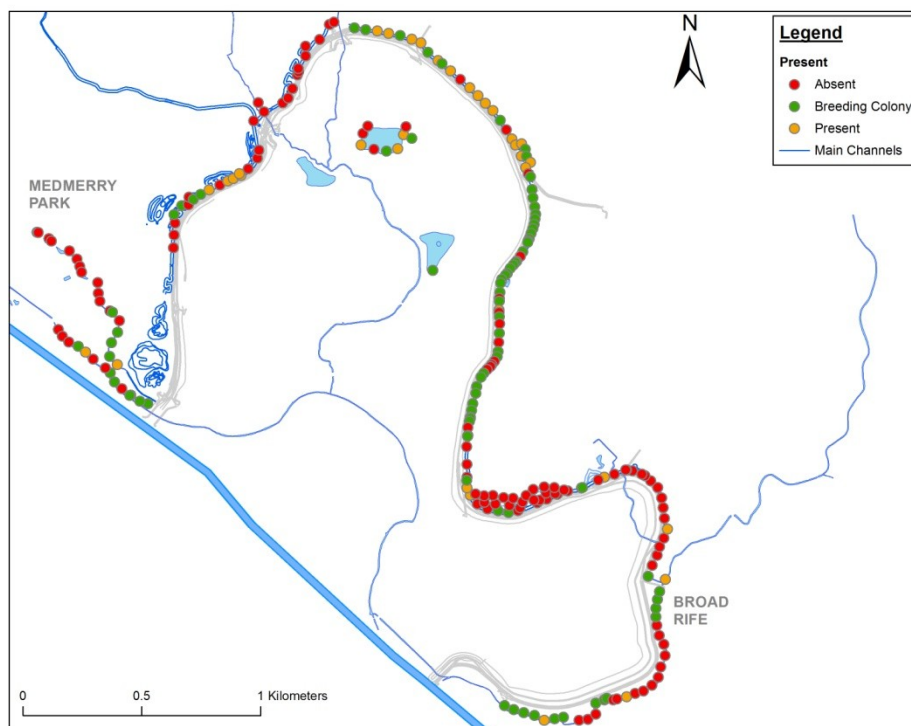 N
Legend
Present
Absent
Breeding Colony
Present
Main Channels
MEDMERRY
PARK
BROAD
RIFE
0 0.5 1 Kilometers